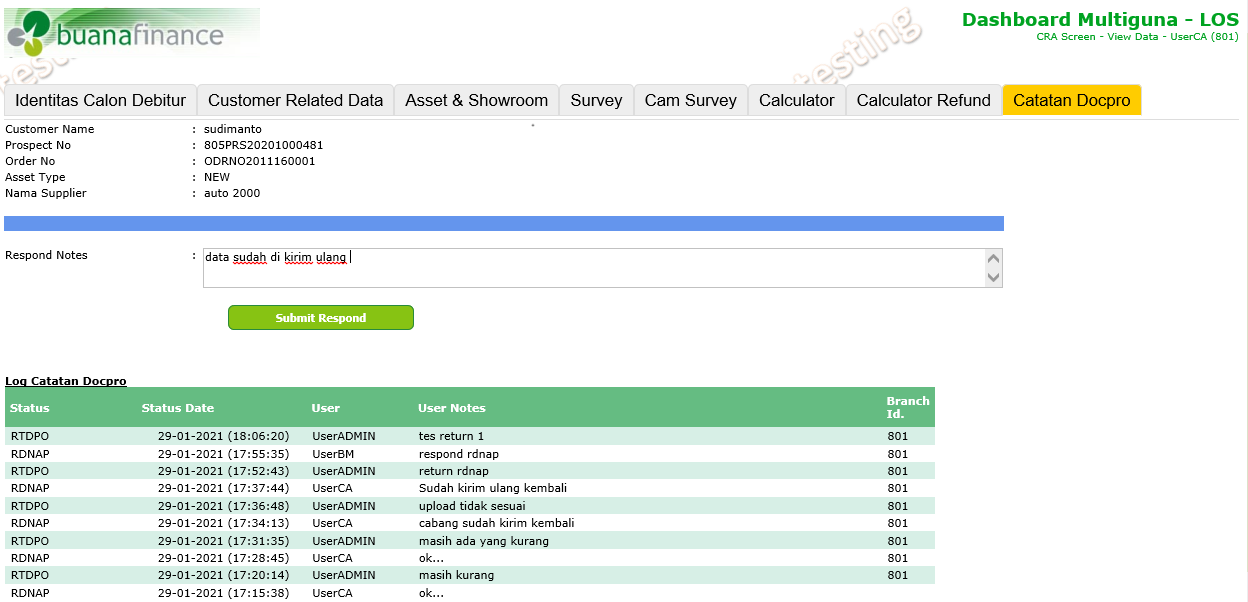 buanafinance
Dashboard Multiguna - LOS
CRA Screen - View Data - UserCA (801)
testing
testing
Identitas Calon Debitur Customer Related Data Asset & Showroom Survey Cam Survey Calculator Calculator Refund Catatan Docpro
Customer Name : sudimanto
Prospect No : 805PRS20201000481
Order No : ODRNO2011160001
Asset Type : NEW
Nama Supplier : auto 2000
Respond Notes : data sudah di kirim ulang
Submit Respond
Log Catatan Docpro
Status Status Date User User Notes Branch Id.
RTDPO 29-01-2021 (18:06:20) UserADMIN tes return 1 801
RDNAP 29-01-2021 (17:55:35) UserBM respond rdnap 801
RTDPO 29-01-2021 (17:52:43) UserADMIN return rdnap 801
RDNAP 29-01-2021 (17:37:44) UserCA Sudah kirim ulang kembali 801
RTDPO 29-01-2021 (17:36:48) UserADMIN upload tidak sesuai 801
RDNAP 29-01-2021 (17:34:13) UserCA cabang sudah kirim kembali 801
RTDPO 29-01-2021 (17:31:35) UserADMIN masih ada yang kurang 801
RDNAP 29-01-2021 (17:28:45) UserCA ok... 801
RTDPO 29-01-2021 (17:20:14) UserADMIN masih kurang 801
RDNAP 29-01-2021 (17:15:38) UserCA ok...